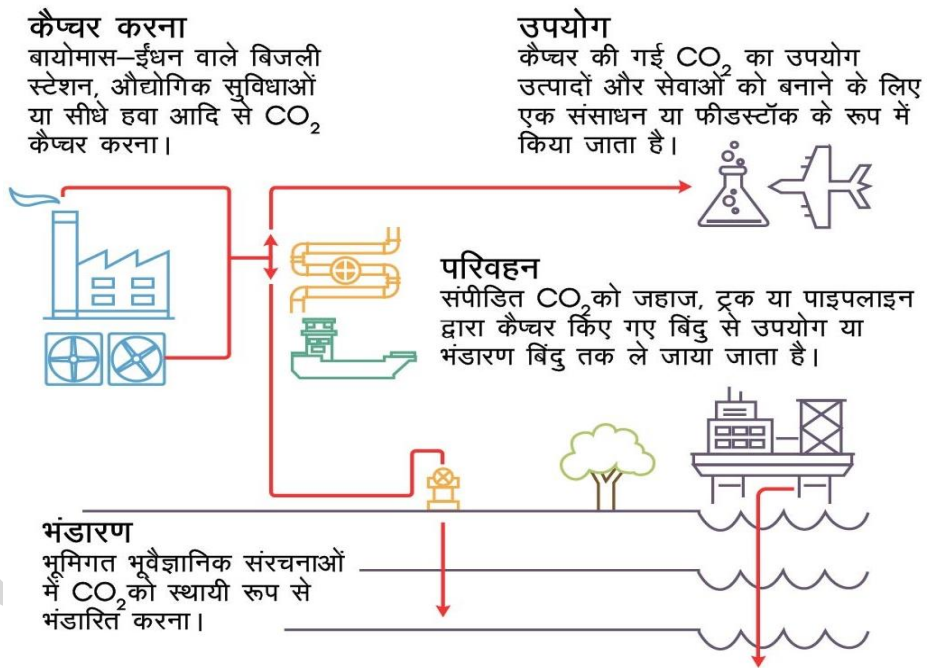 कैप्चर करना
बायोमास–ईंधन वाले बिजली
स्टेशन, औद्योगिक सुविधाओं
या सीधे हवा आदि से CO₂
कैप्चर करना।
उपयोग
कैप्चर की गई CO₂ का उपयोग
उत्पादों और सेवाओं को बनाने के लिए
एक संसाधन या फीडस्टॉक के रूप में
किया जाता है।
परिवहन
संपीडित CO₂को जहाज, ट्रक या पाइपलाइन
द्वारा कैप्चर किए गए बिंदु से उपयोग या
भंडारण बिंदु तक ले जाया जाता है।
भंडारण
भूमिगत भूवैज्ञानिक संरचनाओं
में CO₂को स्थायी रूप से
भंडारित करना।